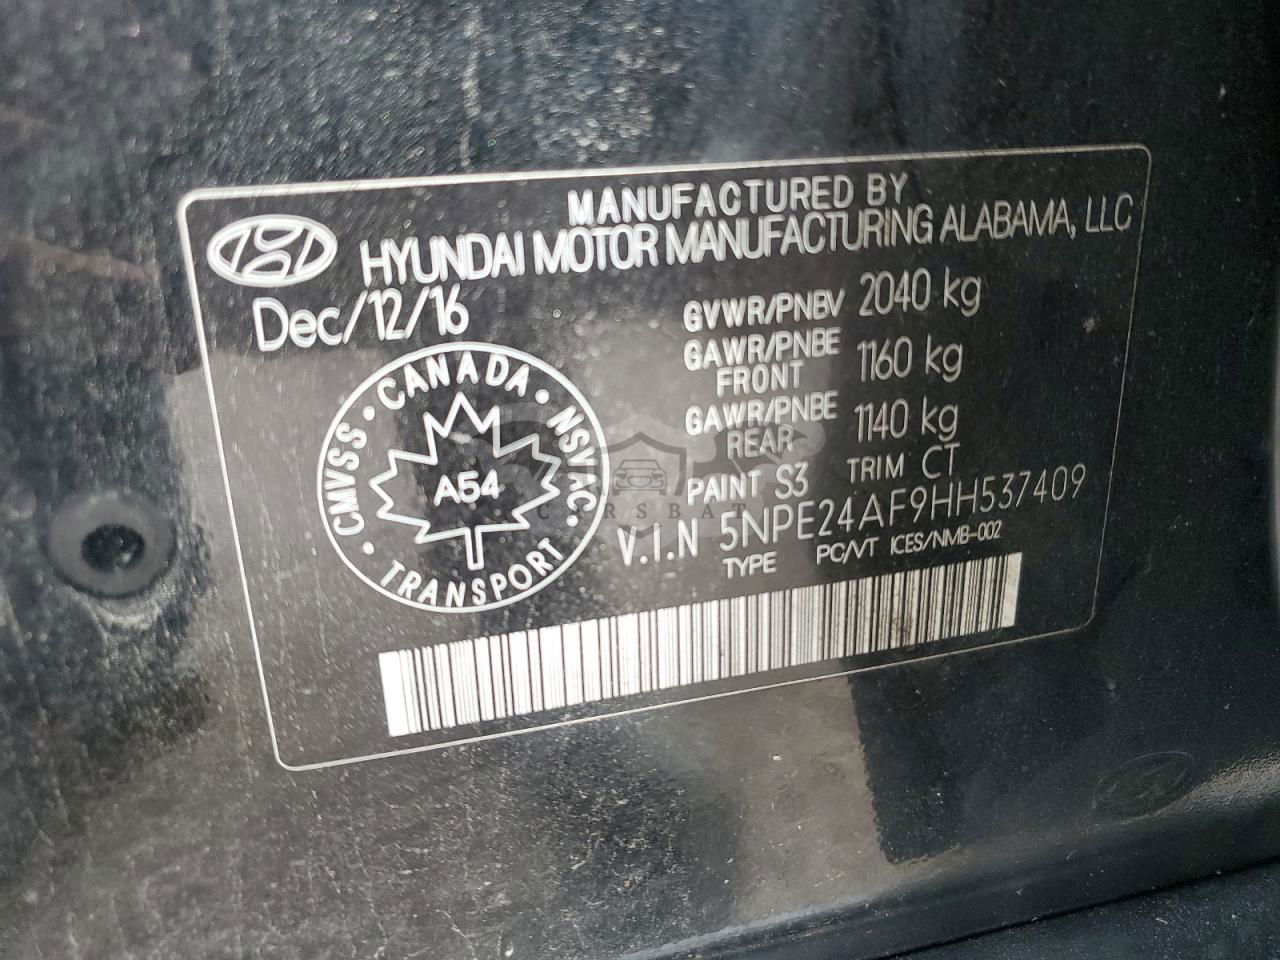 MANUFACTURED BY
HYUNDAI MOTOR MANUFACTURING ALABAMA, LLC
Dec/12/16
GVWR/PNBV 2040 kg
GAWR/PNBE FRONT 1160 kg
GAWR/PNBE REAR 1140 kg
PAINT S3 TRIM CT
V.I.N 5NPE24AF9HH537409
TYPE PC/VT ICES/NMB-002
CMVSS · CANADA · NSVAC · TRANSPORT ·
A54
CARSBAT